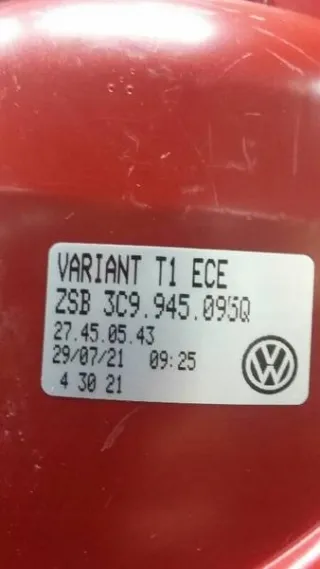 VARIANT T1 ECE
ZSB 3C9.945.095Q
27.45.05.43
29/07/21 09:25
4 30 21